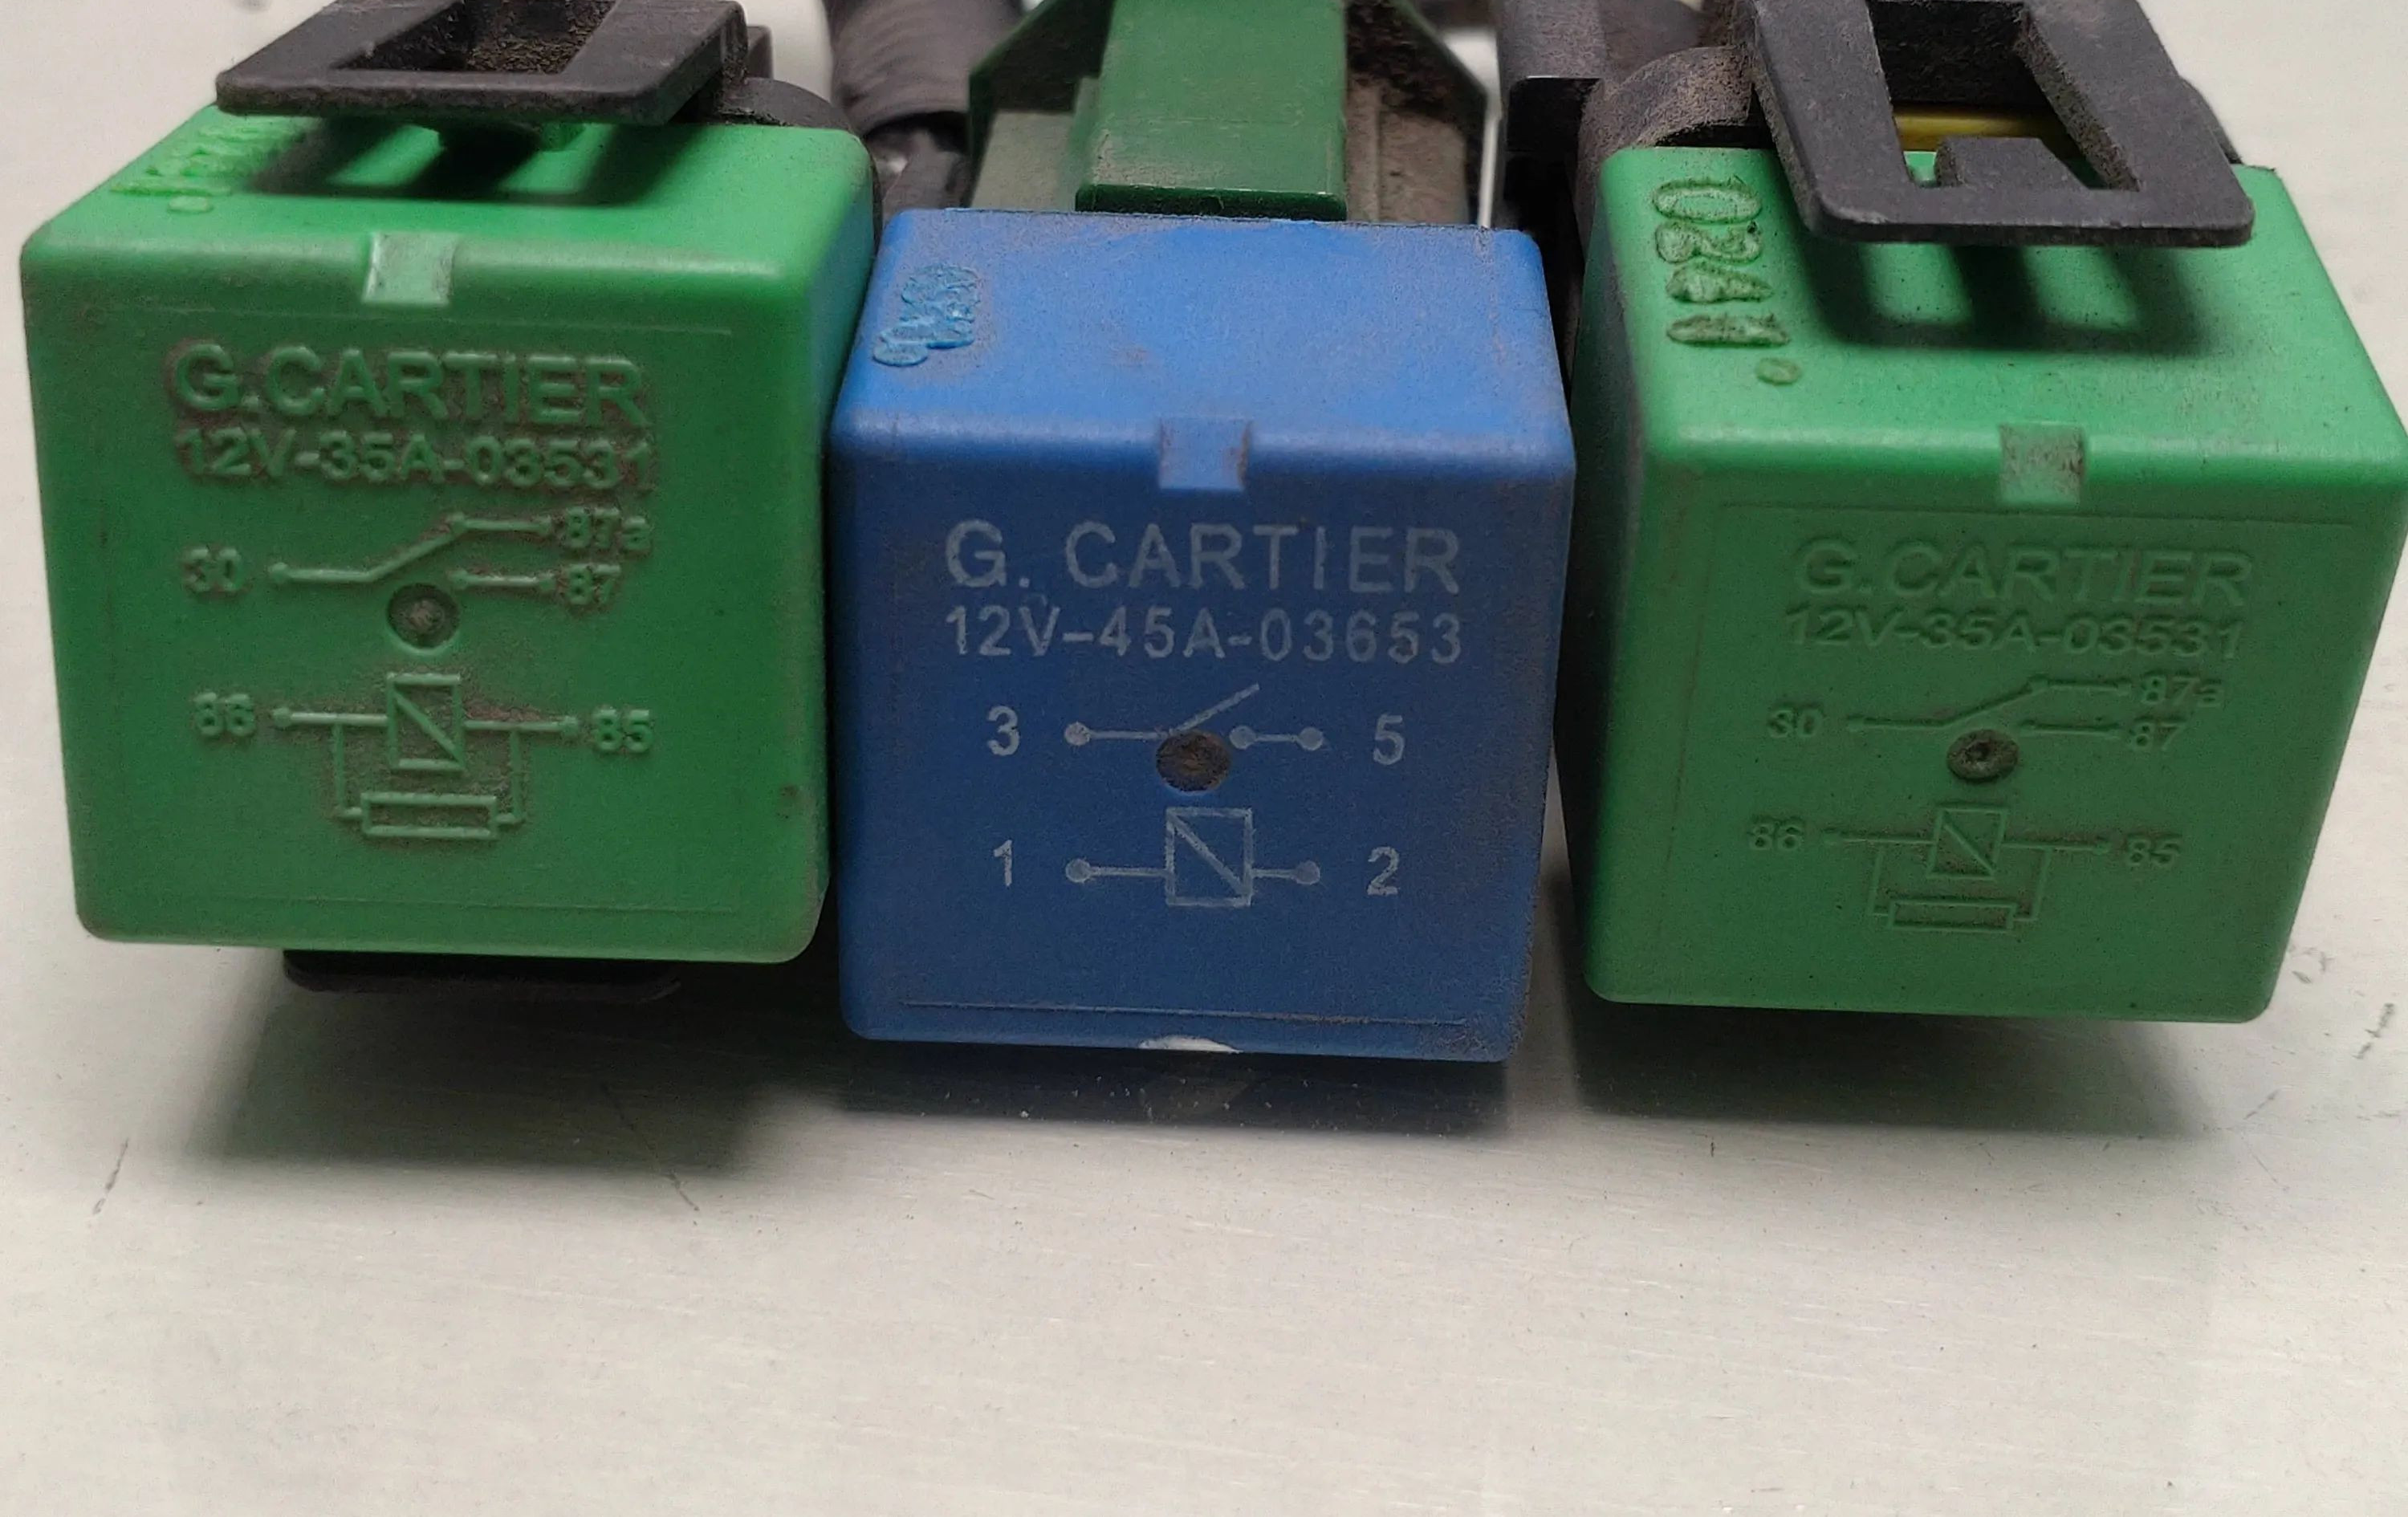 G.CARTIER
12V-35A-03531
30 87a
87
86 85
G. CARTIER
12V-45A-03653
3 5
1 2
G.CARTIER
12V-35A-03531
30 87a
87
86 85